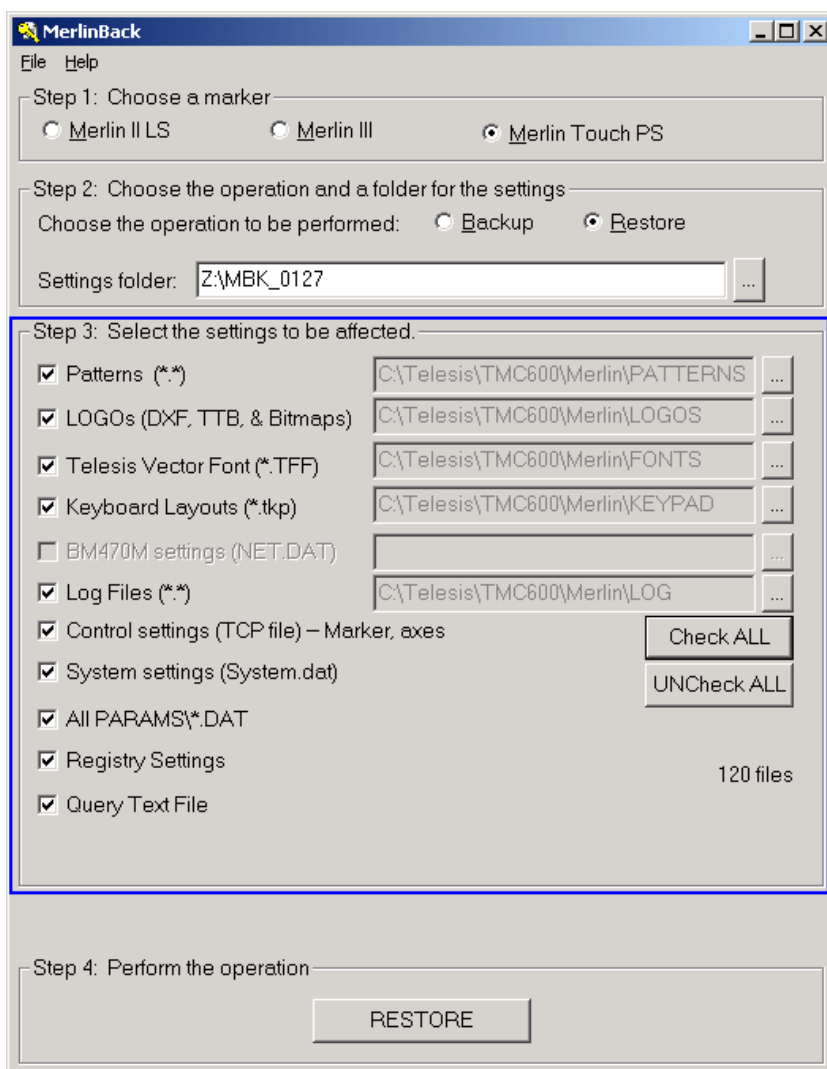 MerlinBack
File Help
Step 1: Choose a marker
Merlin II LS Merlin III Merlin Touch PS
Step 2: Choose the operation and a folder for the settings
Choose the operation to be performed: Backup Restore
Settings folder: Z:\MBK_0127 ...
Step 3: Select the settings to be affected.
Patterns (*.*) C:\Telesis\TMC600\Merlin\PATTERNS ...
LOGOs (DXF, TTB, & Bitmaps) C:\Telesis\TMC600\Merlin\LOGOS ...
Telesis Vector Font (*.TFF) C:\Telesis\TMC600\Merlin\FONTS ...
Keyboard Layouts (*.tkp) C:\Telesis\TMC600\Merlin\KEYPAD ...
BM470M settings (NET.DAT) ...
Log Files (*.*) C:\Telesis\TMC600\Merlin\LOG ...
Control settings (TCP file) – Marker, axes Check ALL
System settings (System.dat) UNCheck ALL
All PARAMS\*.DAT
Registry Settings 120 files
Query Text File
Step 4: Perform the operation
RESTORE